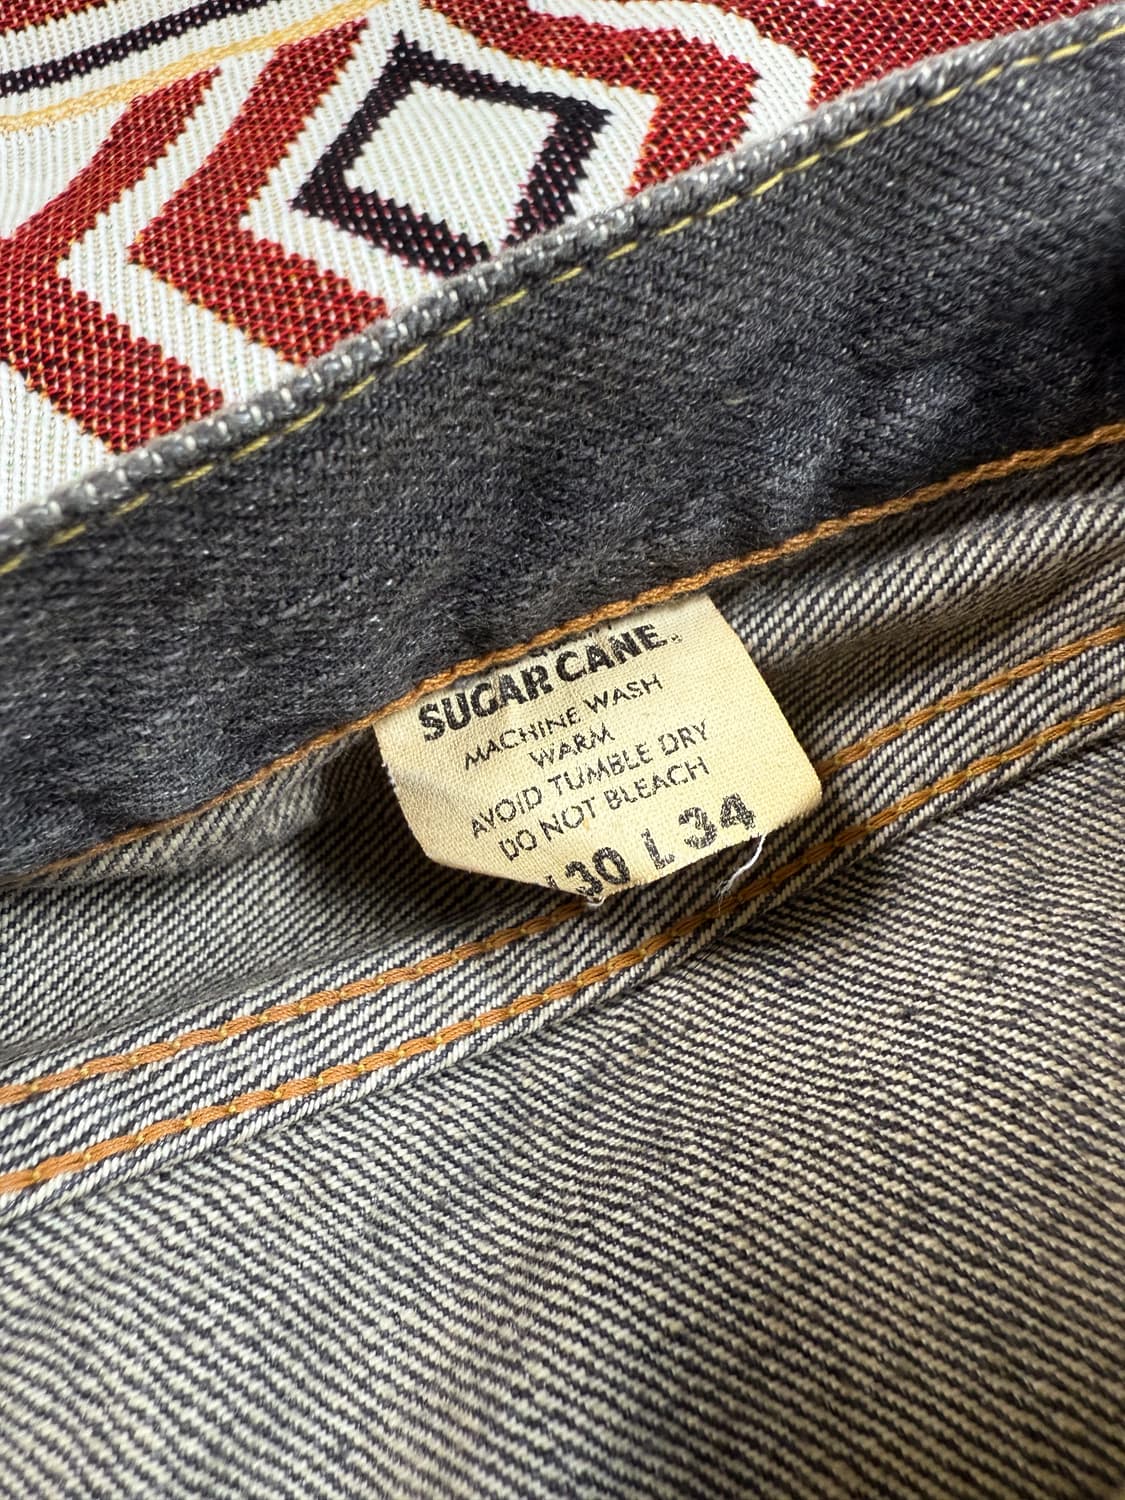 SUGAR CANE.
MACHINE WASH
WARM
AVOID TUMBLE DRY
DO NOT BLEACH
30 L 34